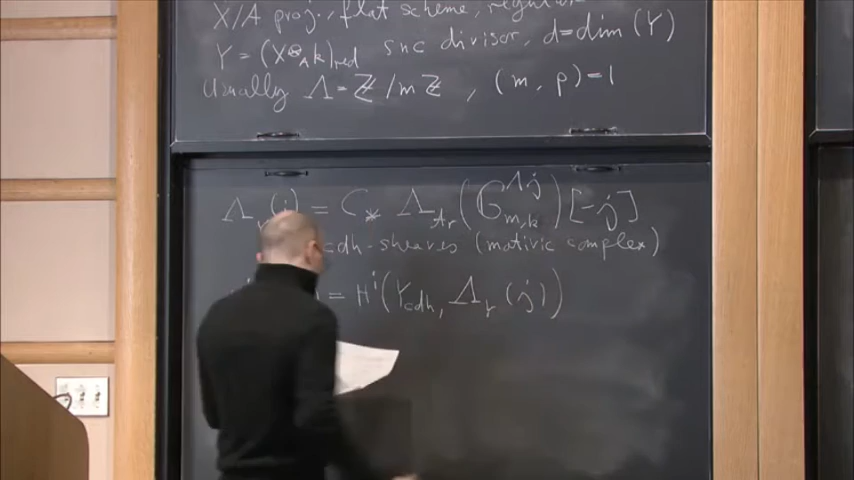 X/A proj., flat scheme, regular
Y = (X ⊗_A k)_red snc divisor, d = dim (Y)
Usually Λ = ℤ/mℤ, (m, p) = 1
= C_* Λ_tr (G_{m,k}^{∧j}) [-j]
cdh-sheaves (motivic complex)
= H^i (Y_cdh, Λ_Y (j))